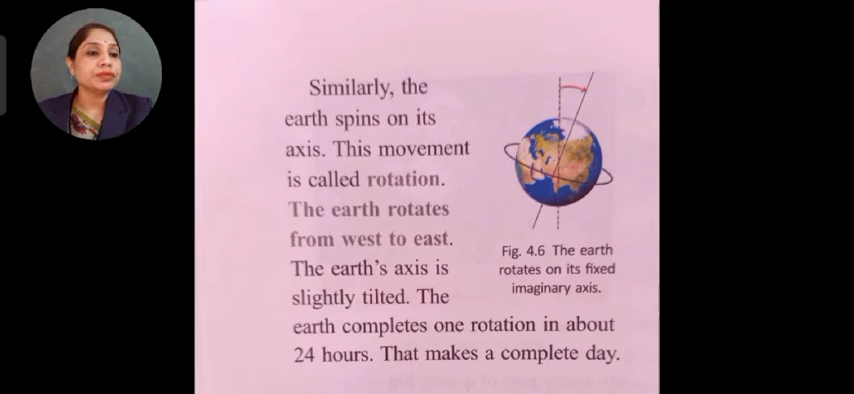 Similarly, the
earth spins on its
axis. This movement
is called rotation.
The earth rotates
from west to east.
The earth's axis is
slightly tilted. The
earth completes one rotation in about
24 hours. That makes a complete day.
Fig. 4.6 The earth
rotates on its fixed
imaginary axis.